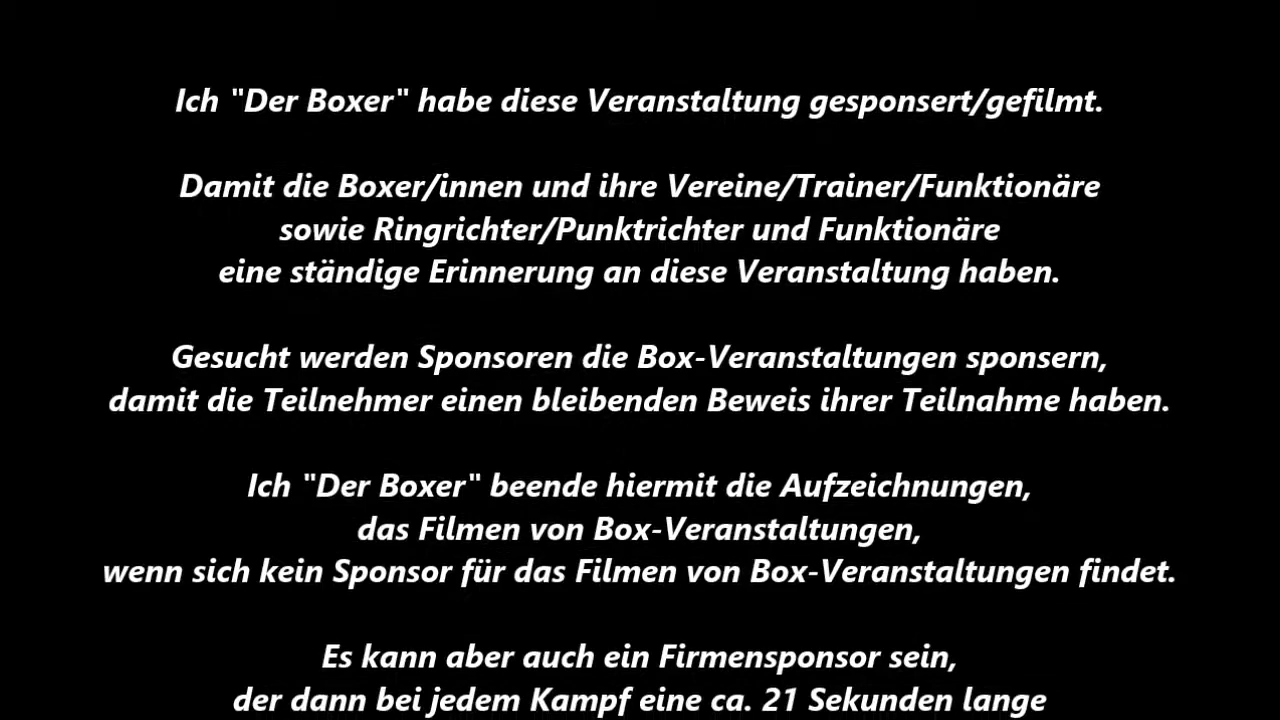 Ich "Der Boxer" habe diese Veranstaltung gesponsert/gefilmt.
Damit die Boxer/innen und ihre Vereine/Trainer/Funktionäre
sowie Ringrichter/Punktrichter und Funktionäre
eine ständige Erinnerung an diese Veranstaltung haben.
Gesucht werden Sponsoren die Box-Veranstaltungen sponsern,
damit die Teilnehmer einen bleibenden Beweis ihrer Teilnahme haben.
Ich "Der Boxer" beende hiermit die Aufzeichnungen,
das Filmen von Box-Veranstaltungen,
wenn sich kein Sponsor für das Filmen von Box-Veranstaltungen findet.
Es kann aber auch ein Firmensponsor sein,
der dann bei jedem Kampf eine ca. 21 Sekunden lange